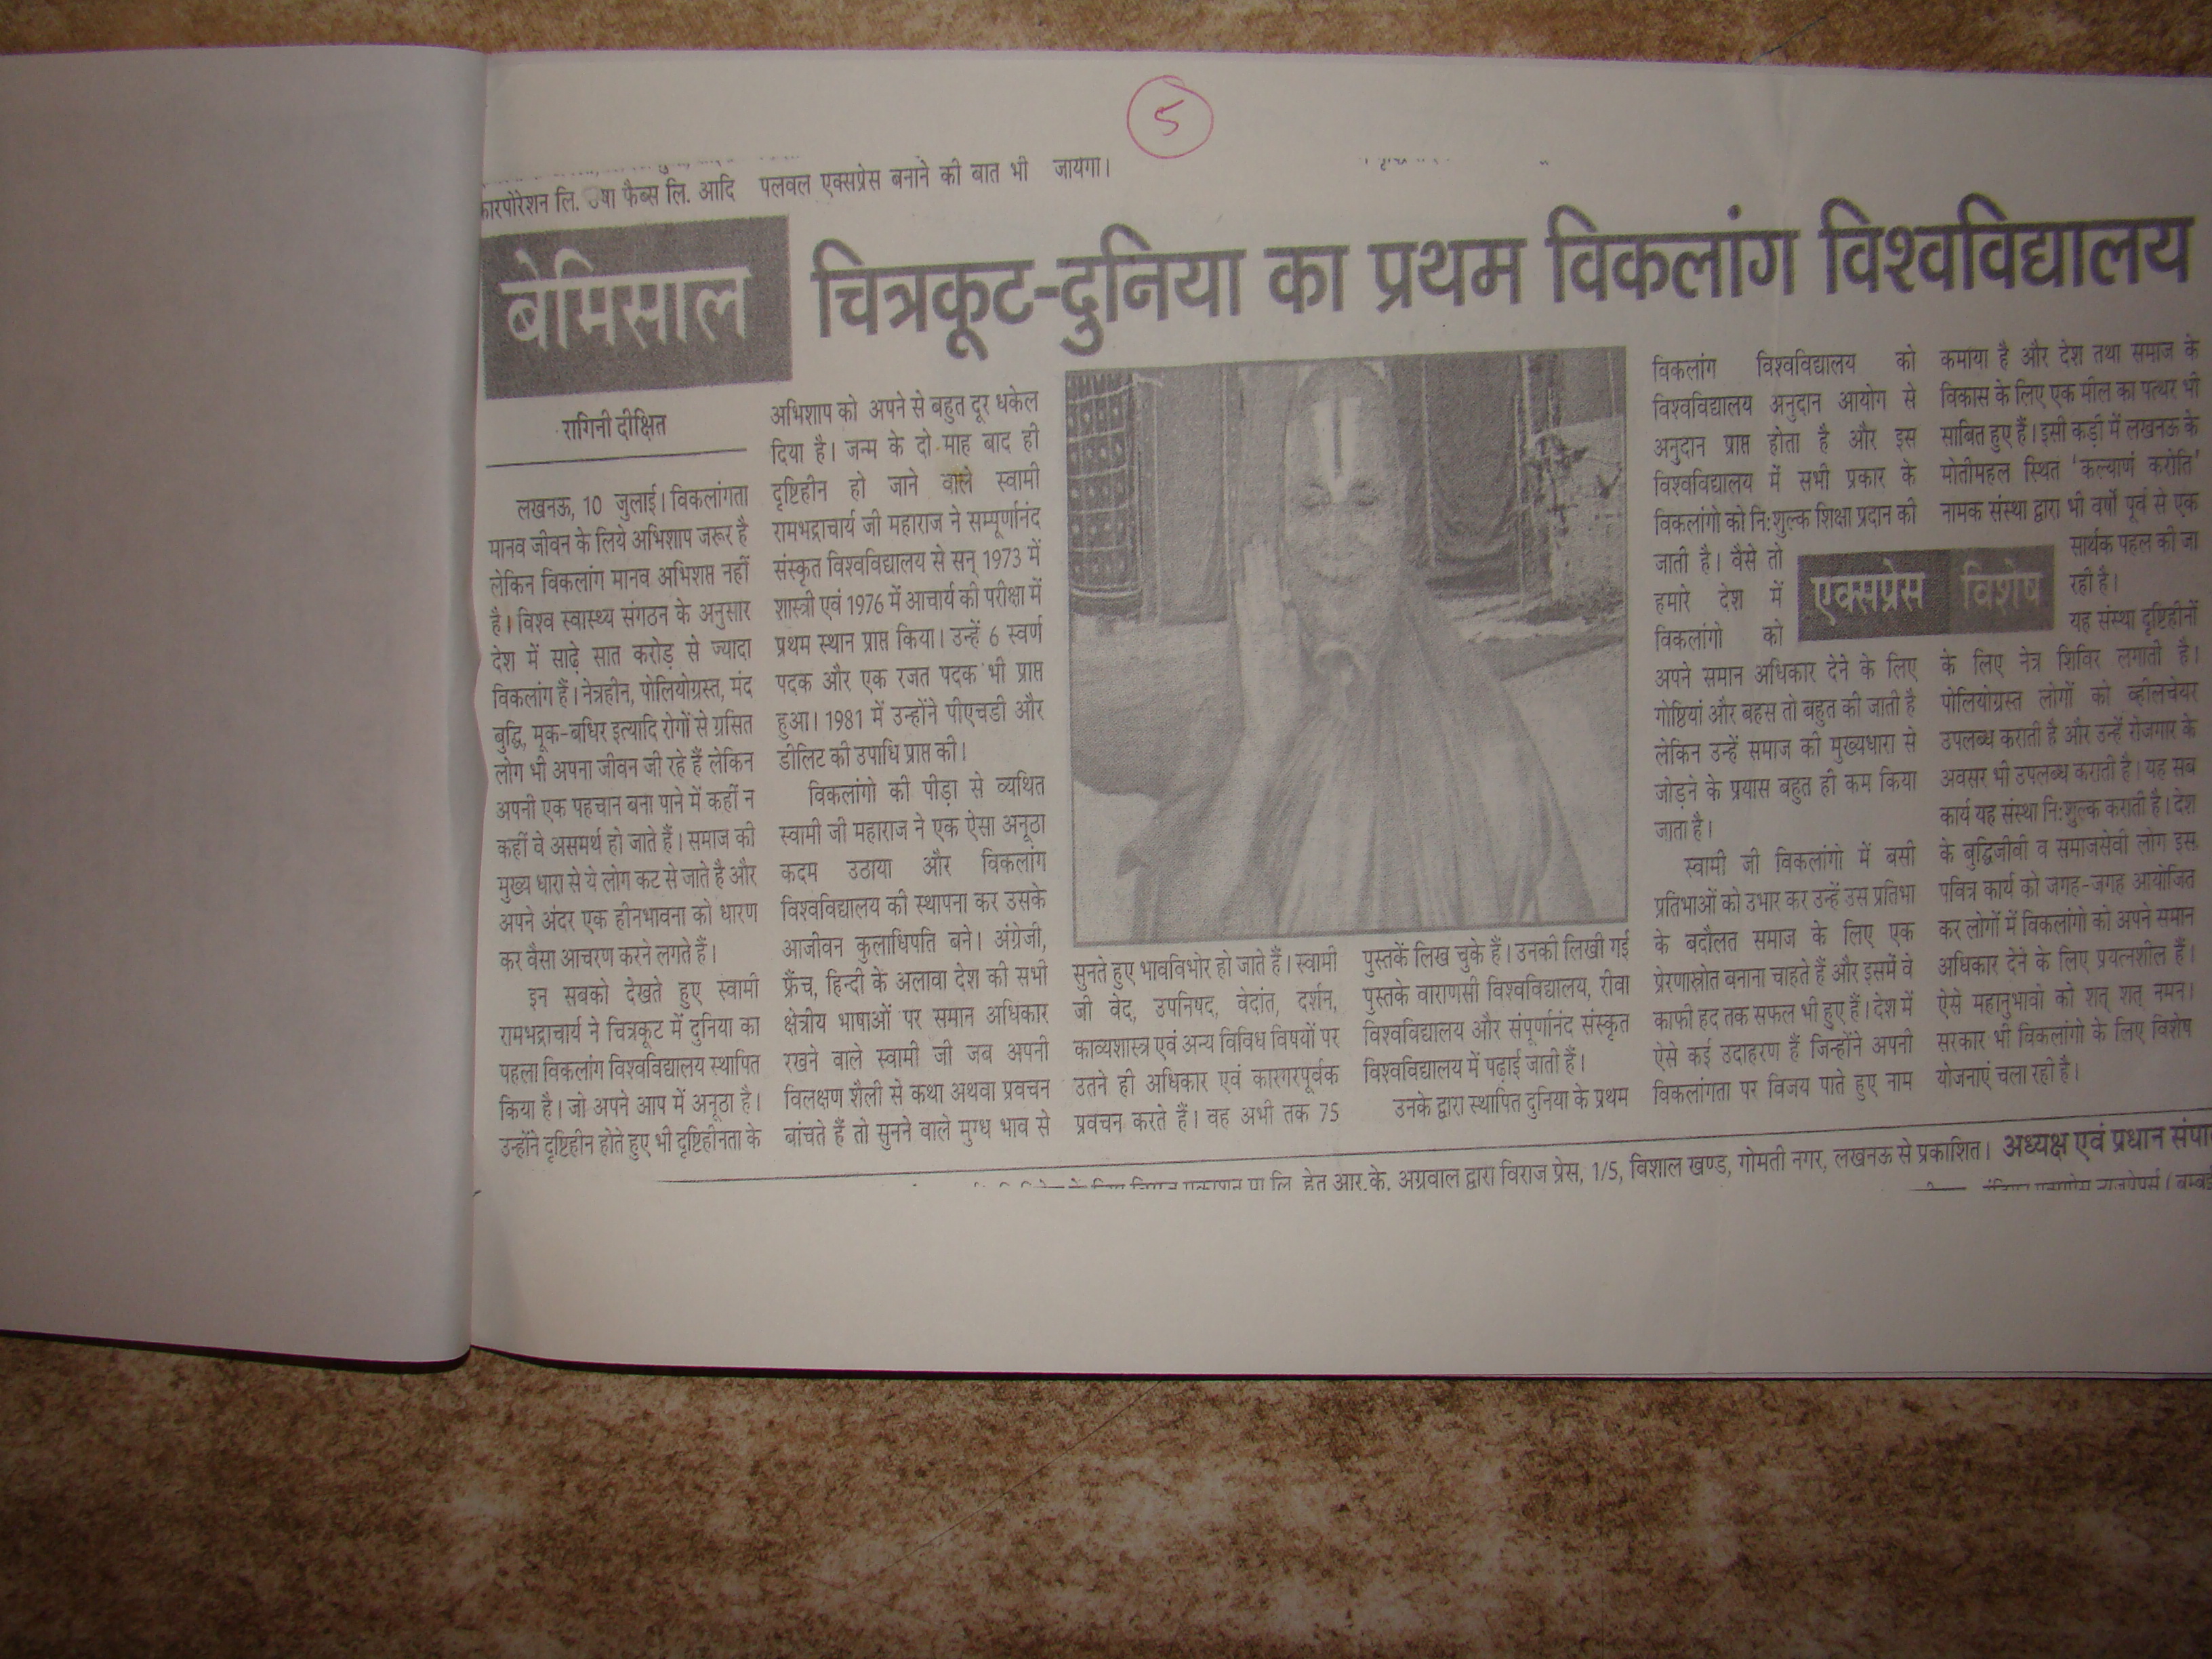 5
कारपोरेशन लि. षा फैब्स लि. आदि
पलवल एक्सप्रेस बनाने की बात भी
जायेगा।
बेमिसाल
चित्रकूट-दुनिया का प्रथम विकलांग विश्वविद्यालय
रागिनी दीक्षित
लखनऊ, 10 जुलाई। विकलांगता
मानव जीवन के लिये अभिशाप जरूर है
लेकिन विकलांग मानव अभिशप्त नहीं
है। विश्व स्वास्थ्य संगठन के अनुसार
देश में साढ़े सात करोड़ से ज्यादा
विकलांग हैं। नेत्रहीन, पोलियोग्रस्त, मंद
बुद्धि, मूक-बधिर इत्यादि रोगों से ग्रसित
लोग भी अपना जीवन जी रहे हैं लेकिन
अपनी एक पहचान बना पाने में कहीं न
कहीं वे असमर्थ हो जाते हैं। समाज की
मुख्य धारा से ये लोग कट से जाते है और
अपने अंदर एक हीनभावना को धारण
कर वैसा आचरण करने लगते हैं।
इन सबको देखते हुए स्वामी
रामभद्राचार्य ने चित्रकूट में दुनिया का
पहला विकलांग विश्वविद्यालय स्थापित
किया है। जो अपने आप में अनूठा है।
उन्होंने दृष्टिहीन होते हुए भी दृष्टिहीनता के
अभिशाप को अपने से बहुत दूर धकेल
दिया है। जन्म के दो माह बाद ही
दृष्टिहीन हो जाने वाले स्वामी
रामभद्राचार्य जी महाराज ने सम्पूर्णानंद
संस्कृत विश्वविद्यालय से सन् 1973 में
शास्त्री एवं 1976 में आचार्य की परीक्षा में
प्रथम स्थान प्राप्त किया। उन्हें 6 स्वर्ण
पदक और एक रजत पदक भी प्राप्त
हुआ। 1981 में उन्होंने पीएचडी और
डीलिट की उपाधि प्राप्त की।
विकलांगो की पीड़ा से व्यथित
स्वामी जी महाराज ने एक ऐसा अनूठा
कदम उठाया और विकलांग
विश्वविद्यालय की स्थापना कर उसके
आजीवन कुलाधिपति बने। अंग्रेजी,
फ्रैंच, हिन्दी के अलावा देश की सभी
क्षेत्रीय भाषाओं पर समान अधिकार
रखने वाले स्वामी जी जब अपनी
विलक्षण शैली से कथा अथवा प्रवचन
बांचते हैं तो सुनने वाले मुग्ध भाव से
सुनते हुए भावविभोर हो जाते हैं। स्वामी
जी वेद, उपनिषद, वेदांत, दर्शन,
काव्यशास्त्र एवं अन्य विविध विषयों पर
उतने ही अधिकार एवं कारगरपूर्वक
प्रवचन करते हैं। वह अभी तक 75
पुस्तकें लिख चुके हैं। उनकी लिखी गई
पुस्तके वाराणसी विश्वविद्यालय, रीवा
विश्वविद्यालय और संपूर्णानंद संस्कृत
विश्वविद्यालय में पढ़ाई जाती हैं।
उनके द्वारा स्थापित दुनिया के प्रथम
विकलांग विश्वविद्यालय को
विश्वविद्यालय अनुदान आयोग से
अनुदान प्राप्त होता है और इस
विश्वविद्यालय में सभी प्रकार के
विकलांगो को नि:शुल्क शिक्षा प्रदान की
जाती है। वैसे तो
हमारे देश में
विकलांगो को
अपने समान अधिकार देने के लिए
गोष्ठियां और बहस तो बहुत की जाती है
लेकिन उन्हें समाज की मुख्यधारा से
जोड़ने के प्रयास बहुत ही कम किया
जाता है।
स्वामी जी विकलांगो में बसी
प्रतिभाओं को उभार कर उन्हें उस प्रतिभा
के बदौलत समाज के लिए एक
प्रेरणास्रोत बनाना चाहते हैं और इसमें वे
काफी हद तक सफल भी हुए हैं। देश में
ऐसे कई उदाहरण हैं जिन्होंने अपनी
विकलांगता पर विजय पाते हुए नाम
एक्सप्रेस विशेष
कमाया है और देश तथा समाज के
विकास के लिए एक मील का पत्थर भी
साबित हुए हैं। इसी कड़ी में लखनऊ के
मोतीमहल स्थित 'कल्याणं करोति'
नामक संस्था द्वारा भी वर्षों पूर्व से एक
सार्थक पहल की जा
रही है।
यह संस्था दृष्टिहीनों
के लिए नेत्र शिविर लगाती है।
पोलियोग्रस्त लोगों को व्हीलचेयर
उपलब्ध कराती है और उन्हें रोजगार के
अवसर भी उपलब्ध कराती है। यह सब
कार्य यह संस्था नि:शुल्क कराती है। देश
के बुद्धिजीवी व समाजसेवी लोग इस
पवित्र कार्य को जगह-जगह आयोजित
कर लोगों में विकलांगो को अपने समान
अधिकार देने के लिए प्रयत्नशील हैं।
ऐसे महानुभावो को शत् शत् नमन।
सरकार भी विकलांगो के लिए विशेष
योजनाएं चला रही है।
हेतु आर.के. अग्रवाल द्वारा विराज प्रेस, 1/5, विशाल खण्ड, गोमती नगर, लखनऊ से प्रकाशित। अध्यक्ष एवं प्रधान संपा